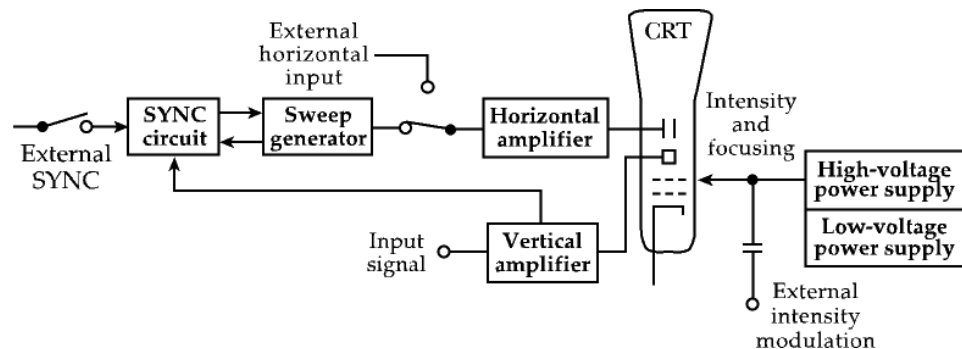 External
horizontal
input
CRT
SYNC
circuit
Sweep
generator
Horizontal
amplifier
Intensity
and
focusing
External
SYNC
High-voltage
power supply
Low-voltage
power supply
Input
signal
Vertical
amplifier
External
intensity
modulation